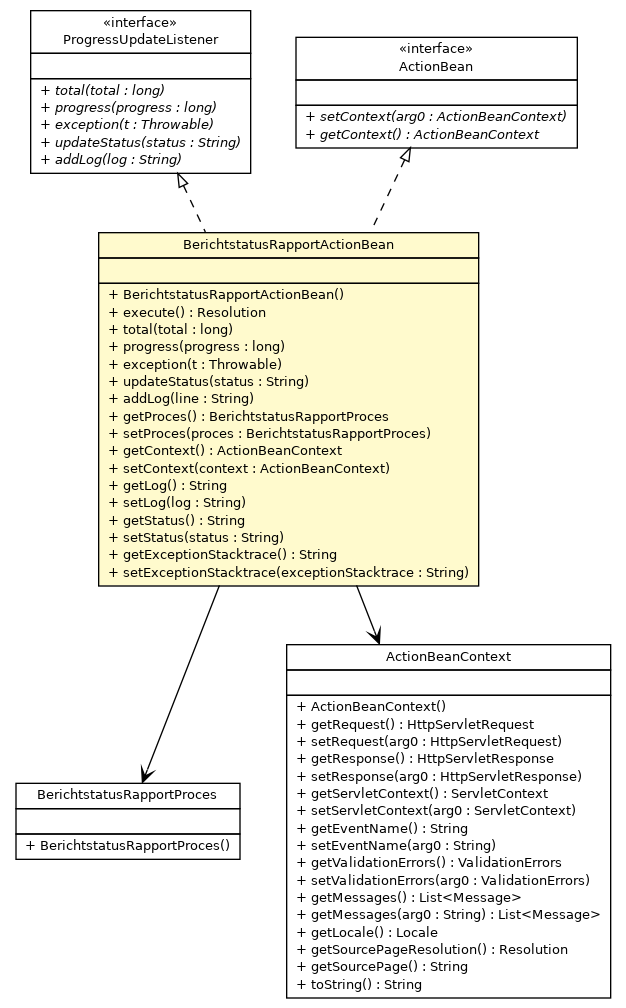 «interface»
ProgressUpdateListener
+ total(total : long)
+ progress(progress : long)
+ exception(t : Throwable)
+ updateStatus(status : String)
+ addLog(log : String)
«interface»
ActionBean
+ setContext(arg0 : ActionBeanContext)
+ getContext() : ActionBeanContext
BerichtstatusRapportActionBean
+ BerichtstatusRapportActionBean()
+ execute() : Resolution
+ total(total : long)
+ progress(progress : long)
+ exception(t : Throwable)
+ updateStatus(status : String)
+ addLog(line : String)
+ getProces() : BerichtstatusRapportProces
+ setProces(proces : BerichtstatusRapportProces)
+ getContext() : ActionBeanContext
+ setContext(context : ActionBeanContext)
+ getLog() : String
+ setLog(log : String)
+ getStatus() : String
+ setStatus(status : String)
+ getExceptionStacktrace() : String
+ setExceptionStacktrace(exceptionStacktrace : String)
BerichtstatusRapportProces
+ BerichtstatusRapportProces()
ActionBeanContext
+ ActionBeanContext()
+ getRequest() : HttpServletRequest
+ setRequest(arg0 : HttpServletRequest)
+ getResponse() : HttpServletResponse
+ setResponse(arg0 : HttpServletResponse)
+ getServletContext() : ServletContext
+ setServletContext(arg0 : ServletContext)
+ getEventName() : String
+ setEventName(arg0 : String)
+ getValidationErrors() : ValidationErrors
+ setValidationErrors(arg0 : ValidationErrors)
+ getMessages() : List<Message>
+ getMessages(arg0 : String) : List<Message>
+ getLocale() : Locale
+ getSourcePageResolution() : Resolution
+ getSourcePage() : String
+ toString() : String